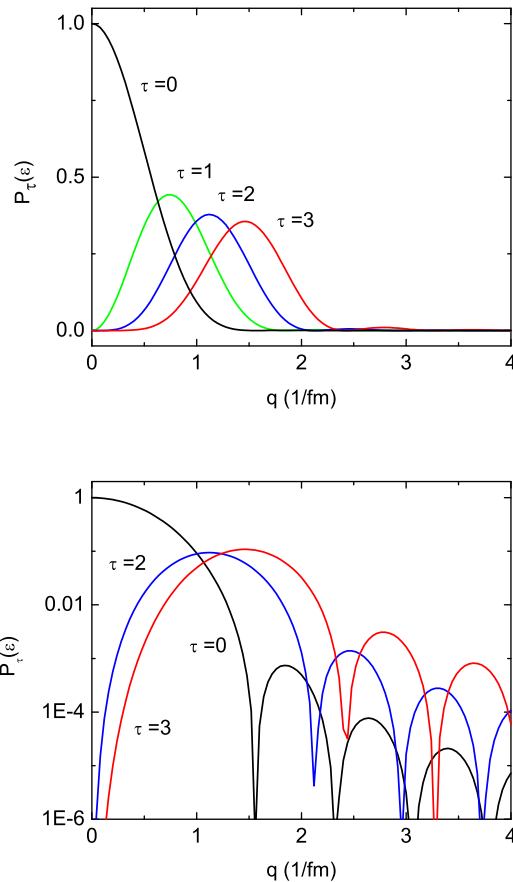 1.0
τ =0
P_τ(ε)
τ =1
0.5
τ =2
τ =3
0.0
0 1 2 3 4
q (1/fm)
1
τ =2
0.01
τ =0
P_τ(ε)
τ =3
1E-4
1E-6
0 1 2 3 4
q (1/fm)